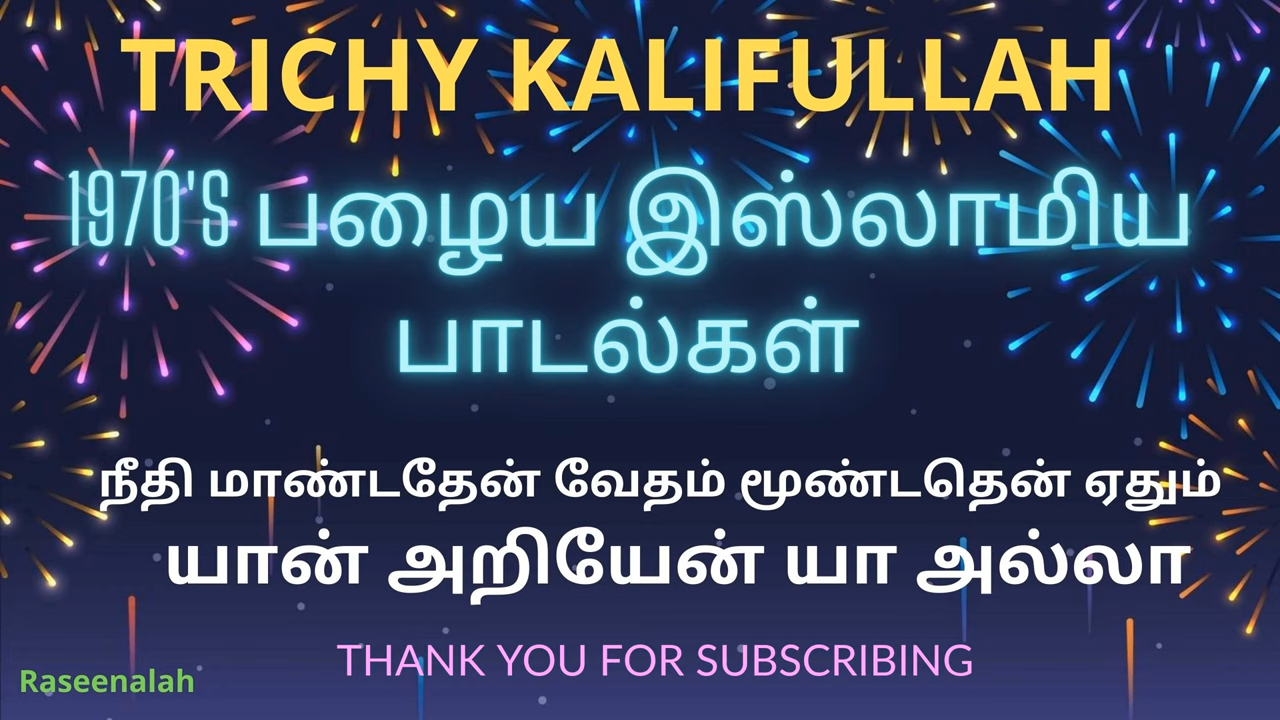 TRICHY KALIFULLAH
1970'S பழைய இஸ்லாமிய
பாடல்கள்
நீதி மாண்டதேன் வேதம் மூண்டதென் ஏதும்
யான் அறியேன் யா அல்லா
THANK YOU FOR SUBSCRIBING
Raseenalah